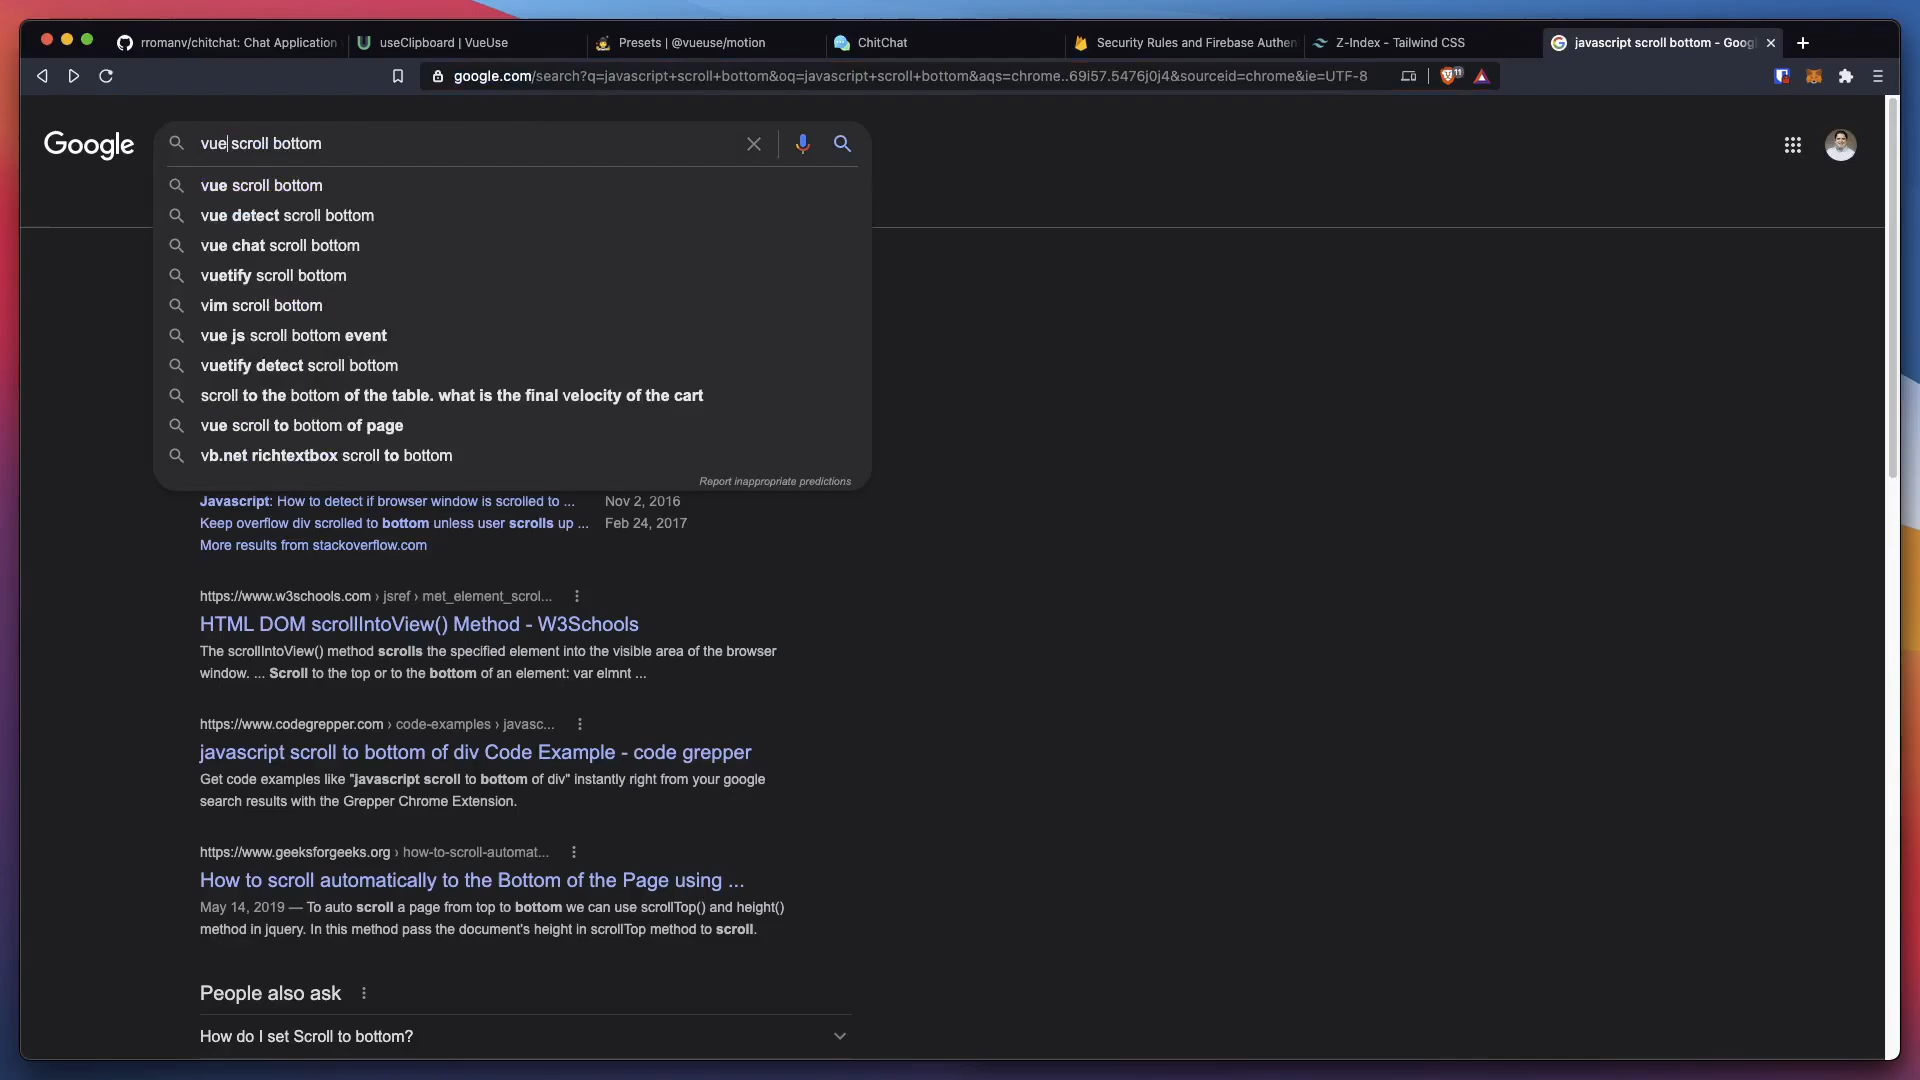 rromanv/chitchat: Chat Application
useClipboard | VueUse
Presets | @vueuse/motion
ChitChat
Security Rules and Firebase Authen
Z-Index - Tailwind CSS
javascript scroll bottom - Goog
google.com/search?q=javascript+scroll+bottom&oq=javascript+scroll+bottom&aqs=chrome..69i57.5476j0j4&sourceid=chrome&ie=UTF-8
11
Google
vue scroll bottom
vue scroll bottom
vue detect scroll bottom
vue chat scroll bottom
vuetify scroll bottom
vim scroll bottom
vue js scroll bottom event
vuetify detect scroll bottom
scroll to the bottom of the table. what is the final velocity of the cart
vue scroll to bottom of page
vb.net richtextbox scroll to bottom
Report inappropriate predictions
Javascript: How to detect if browser window is scrolled to ... Nov 2, 2016
Keep overflow div scrolled to bottom unless user scrolls up ... Feb 24, 2017
More results from stackoverflow.com
https://www.w3schools.com › jsref › met_element_scrol...
HTML DOM scrollIntoView() Method - W3Schools
The scrollIntoView() method scrolls the specified element into the visible area of the browser
window. ... Scroll to the top or to the bottom of an element: var elmnt ...
https://www.codegrepper.com › code-examples › javasc...
javascript scroll to bottom of div Code Example - code grepper
Get code examples like "javascript scroll to bottom of div" instantly right from your google
search results with the Grepper Chrome Extension.
https://www.geeksforgeeks.org › how-to-scroll-automat...
How to scroll automatically to the Bottom of the Page using ...
May 14, 2019 — To auto scroll a page from top to bottom we can use scrollTop() and height()
method in jquery. In this method pass the document's height in scrollTop method to scroll.
People also ask
How do I set Scroll to bottom?